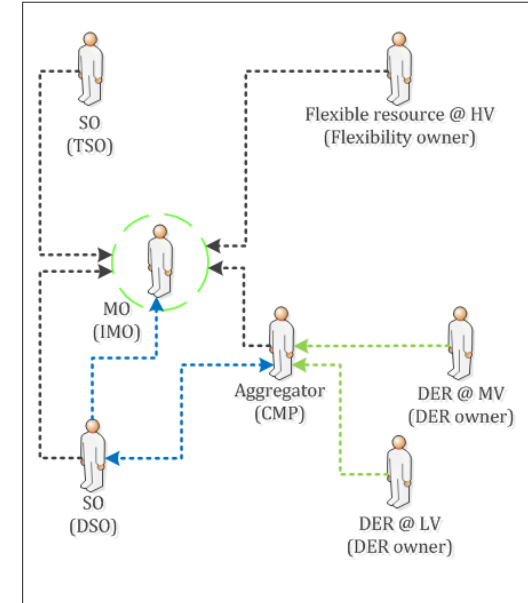 SO
(TSO)
Flexible resource @ HV
(Flexibility owner)
MO
(IMO)
Aggregator
(CMP)
DER @ MV
(DER owner)
SO
(DSO)
DER @ LV
(DER owner)